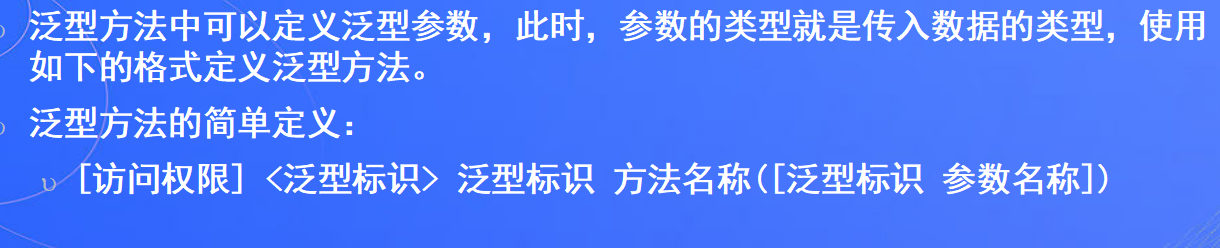 泛型方法中可以定义泛型参数，此时，参数的类型就是传入数据的类型，使用
如下的格式定义泛型方法。
泛型方法的简单定义：
[访问权限] <泛型标识> 泛型标识 方法名称([泛型标识 参数名称])